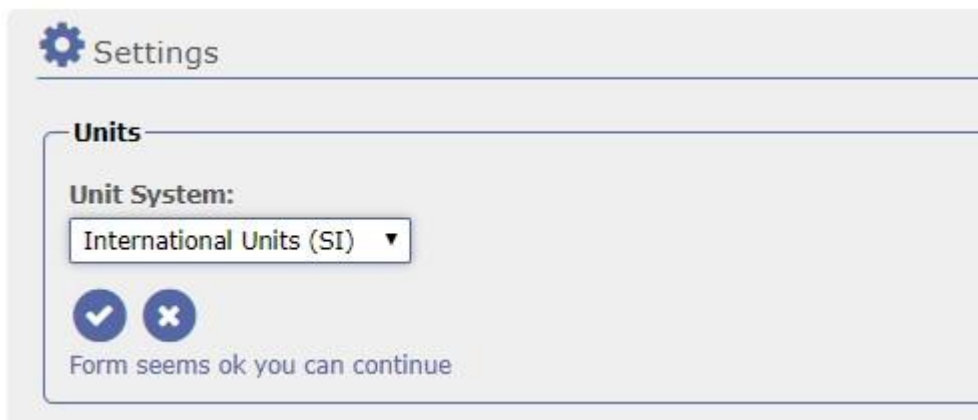 Settings
Units
Unit System:
International Units (SI)
Form seems ok you can continue